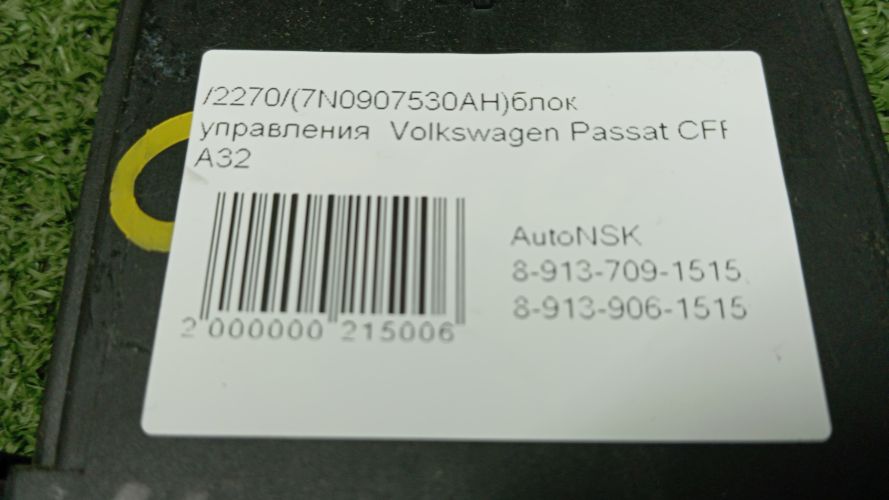 /2270/(7N0907530AH)блок
управления Volkswagen Passat CFF
A32
AutoNSK
8-913-709-1515,
8-913-906-1515
2 000000 215006